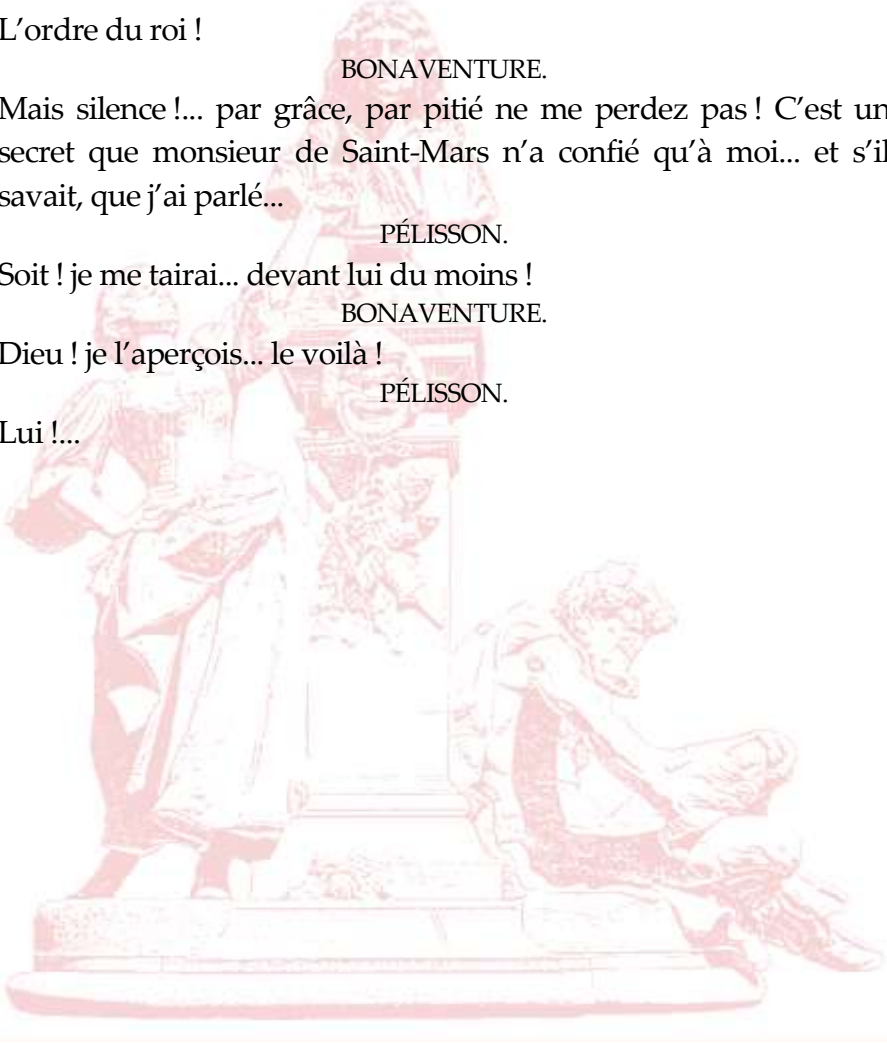 L’ordre du roi !
BONAVENTURE.
Mais silence !... par grâce, par pitié ne me perdez pas ! C’est un
secret que monsieur de Saint-Mars n’a confié qu’à moi... et s’il
savait, que j’ai parlé...
PÉLISSON.
Soit ! je me tairai... devant lui du moins !
BONAVENTURE.
Dieu ! je l’aperçois... le voilà !
PÉLISSON.
Lui !...